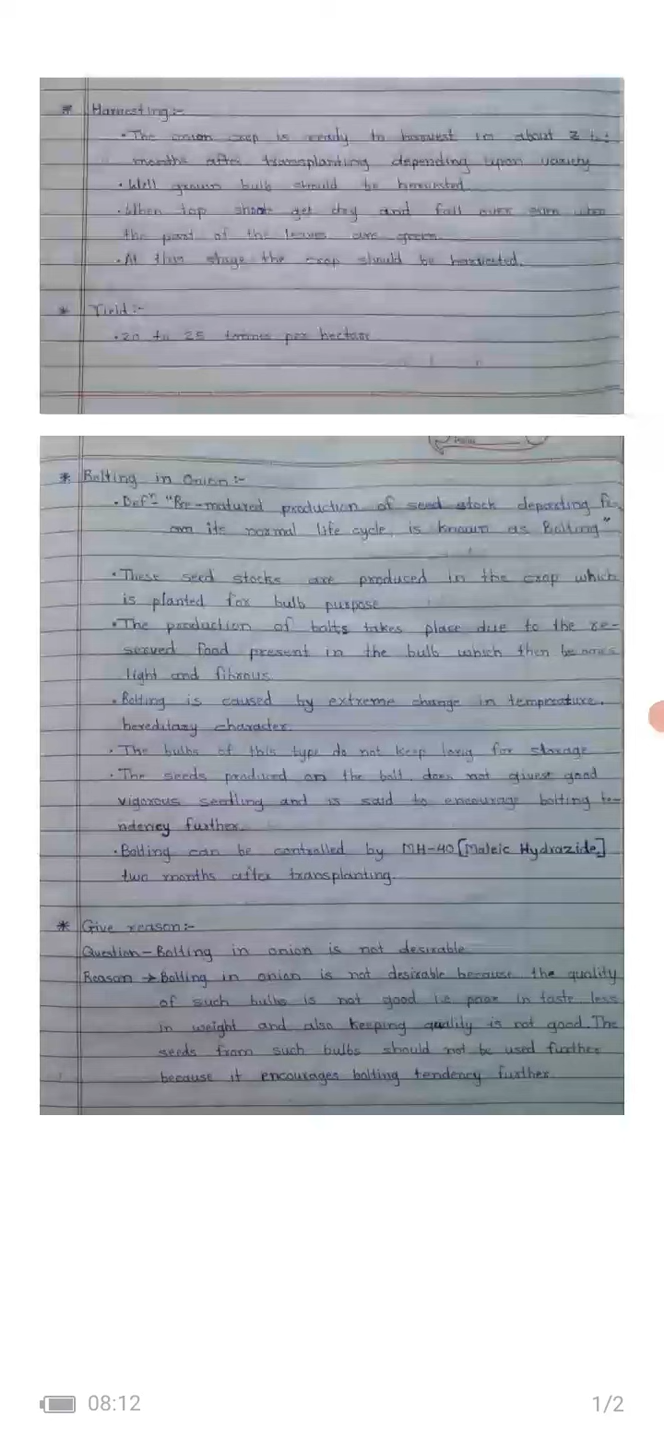 * Harvesting:-
• The onion crop is ready to harvest in about
months after transplanting depending upon variety
• Well grown bulb should be harvested.
• When top shoot get dry and fall over even when
the part of the leaves are green.
• At this stage the crop should be harvested.
* Yield:-
• 20 to 25 tonnes per hectare
* Bolting in Onion:-
• Defn - "Pre-matured production of seed stock departing fr-
om its normal life cycle, is known as Bolting"
• These seed stocks are produced in the crop which
is planted for bulb purpose
• The production of bolts takes place due to the re-
served food present in the bulb which then becomes
light and fibrous.
• Bolting is caused by extreme change in temprature,
heredilary character.
• The bulbs of this type do not keep long for storage
• The seeds produced on the bolt, does not good
vigorous seedling and is said to encourage bolting te-
ndency further.
• Bolting can be controlled by MH-40 [Maleic Hydrazide]
two months after transplanting.
* Give reason:-
Question - Bolting in onion is not desirable
Reason → Bolling in onion is not desirable because the quality
of such bulbs is not good i.e poor in taste less
in weight and also keeping quality is not good. The
seeds from such bulbs should not be used further
because it encourages bolting tendency further
08:12
1/2